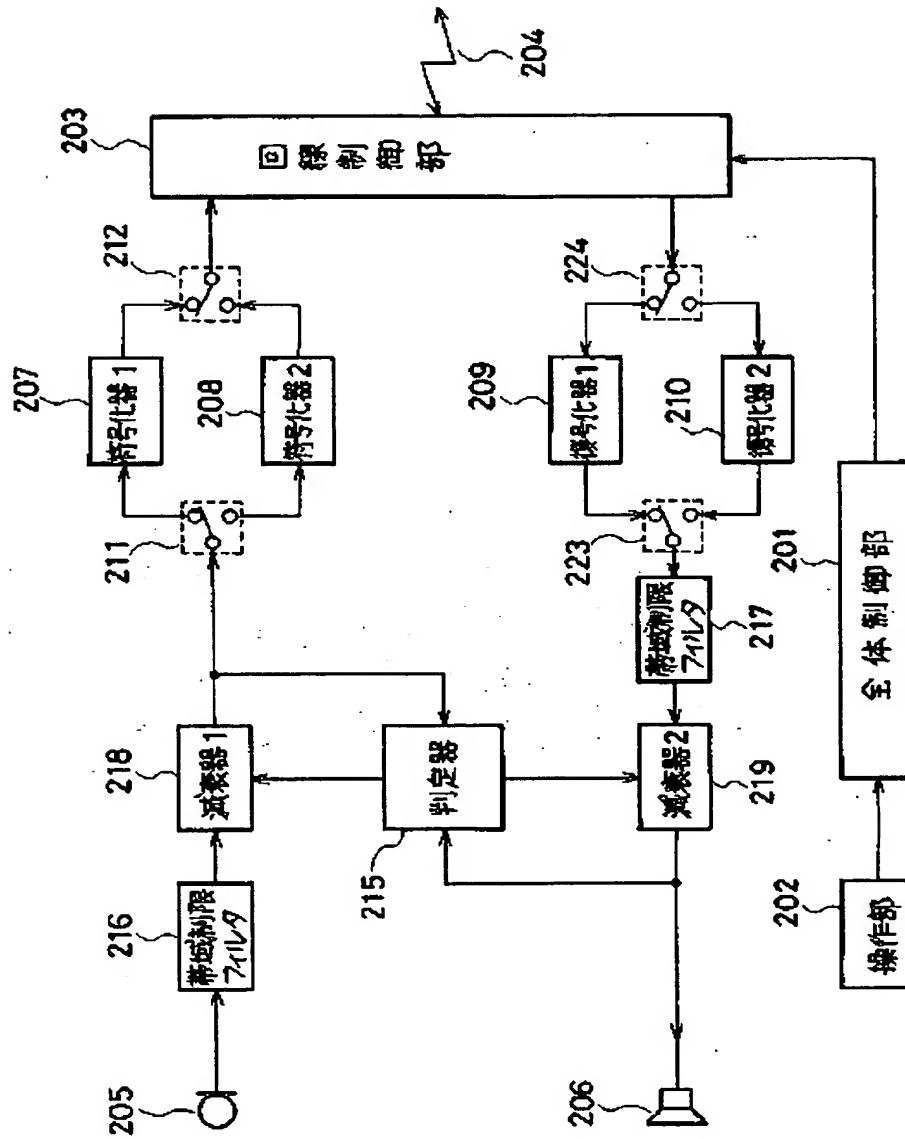 205
216
帯域制限
フィルタ
218
減衰器1
211
207
符号化器1
208
符号化器2
212
203
回線制御部
204
215
判定器
206
219
減衰器2
217
帯域制限
フィルタ
223
209
復号化器1
210
復号化器2
224
202
操作部
201
全体制御部